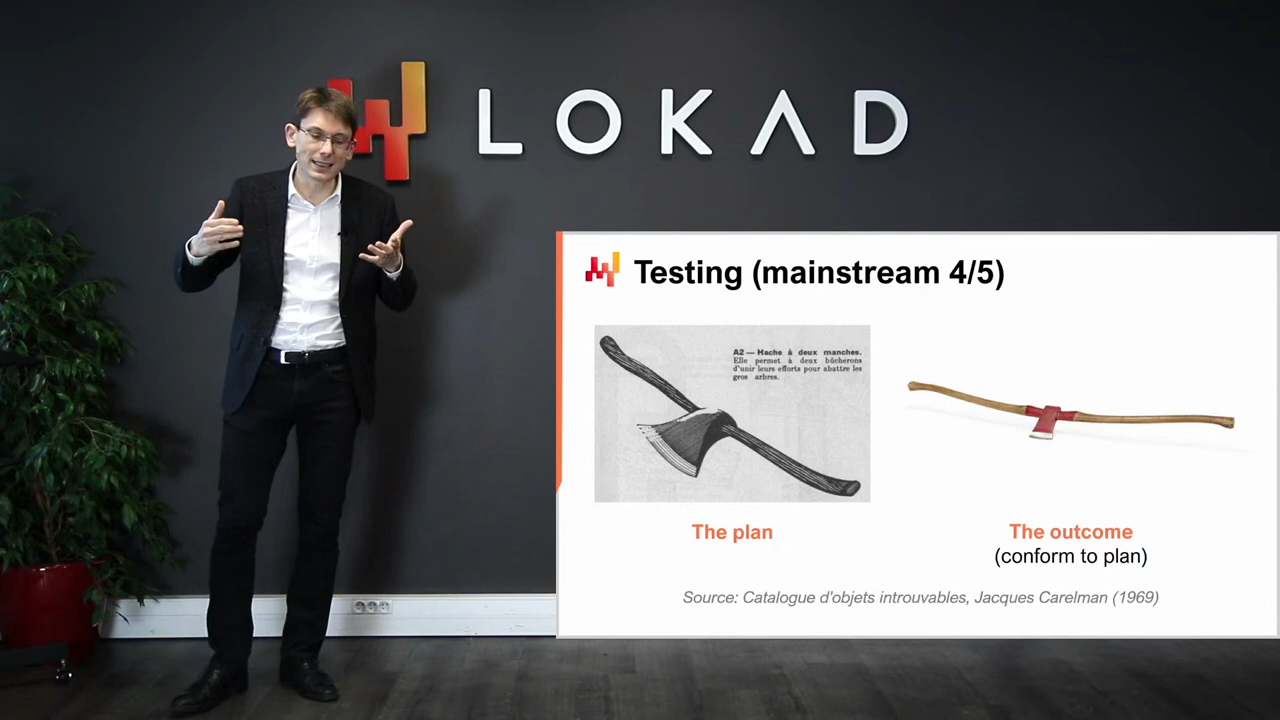 LOKAD
Testing (mainstream 4/5)
A2 — Hache à deux manches.
Elle permet à deux bûcherons
d'unir leurs efforts pour abattre les
gros arbres.
The plan
The outcome
(conform to plan)
Source: Catalogue d'objets introuvables, Jacques Carelman (1969)